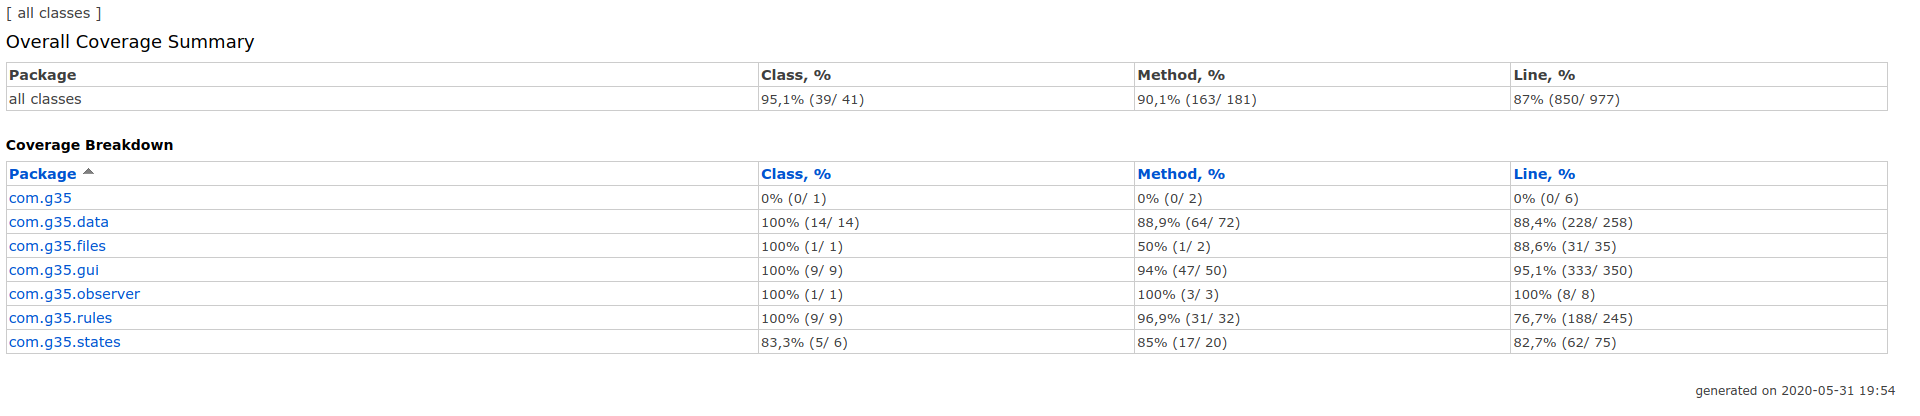 [ all classes ]
Overall Coverage Summary
Package Class, % Method, % Line, %
all classes 95,1% (39/ 41) 90,1% (163/ 181) 87% (850/ 977)
Coverage Breakdown
Package Class, % Method, % Line, %
com.g35 0% (0/ 1) 0% (0/ 2) 0% (0/ 6)
com.g35.data 100% (14/ 14) 88,9% (64/ 72) 88,4% (228/ 258)
com.g35.files 100% (1/ 1) 50% (1/ 2) 88,6% (31/ 35)
com.g35.gui 100% (9/ 9) 94% (47/ 50) 95,1% (333/ 350)
com.g35.observer 100% (1/ 1) 100% (3/ 3) 100% (8/ 8)
com.g35.rules 100% (9/ 9) 96,9% (31/ 32) 76,7% (188/ 245)
com.g35.states 83,3% (5/ 6) 85% (17/ 20) 82,7% (62/ 75)
generated on 2020-05-31 19:54